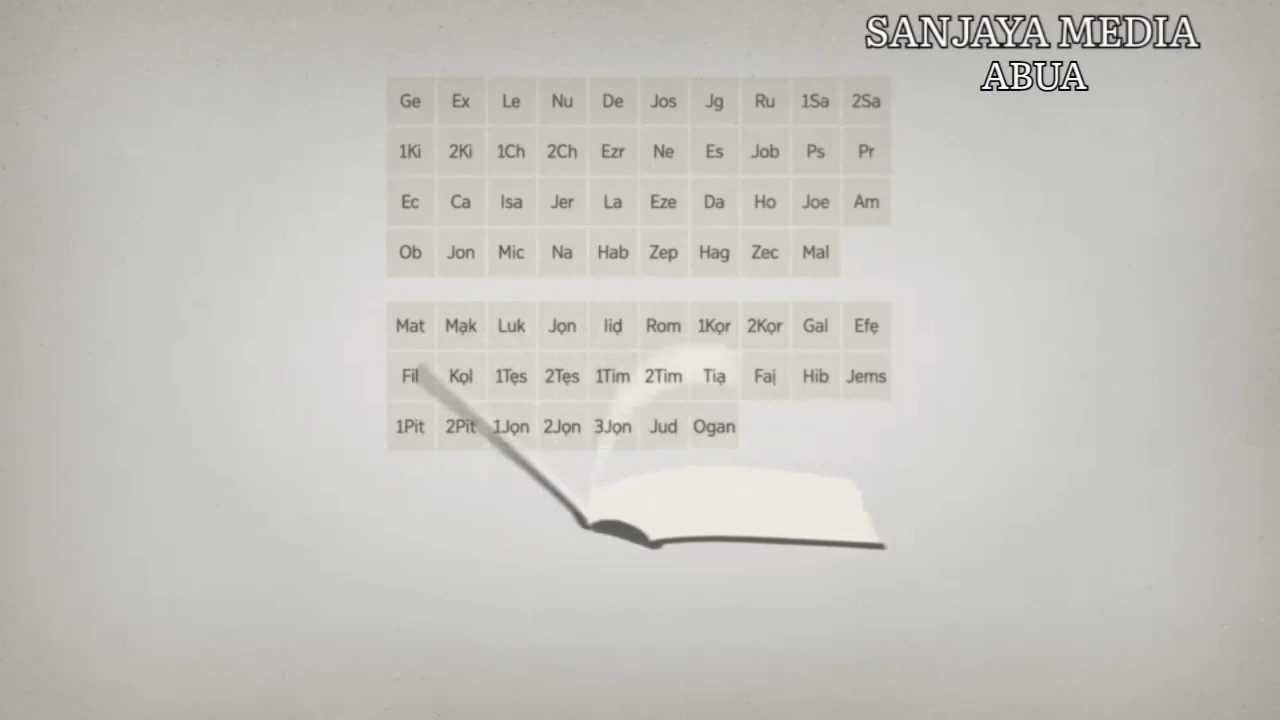 SANJAYA MEDIA
ABUA
Ge Ex Le Nu De Jos Jg Ru 1Sa 2Sa
1Ki 2Ki 1Ch 2Ch Ezr Ne Es Job Ps Pr
Ec Ca Isa Jer La Eze Da Ho Joe Am
Ob Jon Mic Na Hab Zep Hag Zec Mal
Mat Mạk Luk Jọn Iiḍ Rom 1Kọr 2Kọr Gal Efẹ
Fil Kọl 1Tẹs 2Tẹs 1Tim 2Tim Tiạ Faị Hib Jems
1Pit 2Pit 1Jọn 2Jọn 3Jọn Jud Ogan